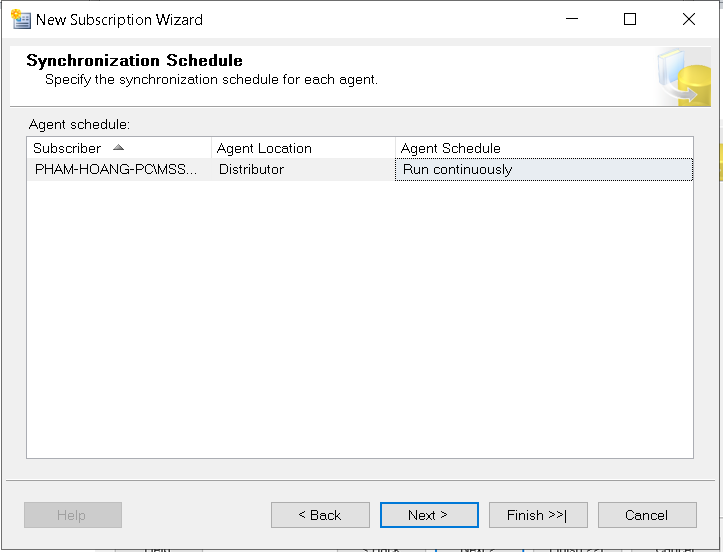 New Subscription Wizard
Synchronization Schedule
Specify the synchronization schedule for each agent.
Agent schedule:
Subscriber Agent Location Agent Schedule
PHAM-HOANG-PC\MSS... Distributor Run continuously
Help < Back Next > Finish >>| Cancel